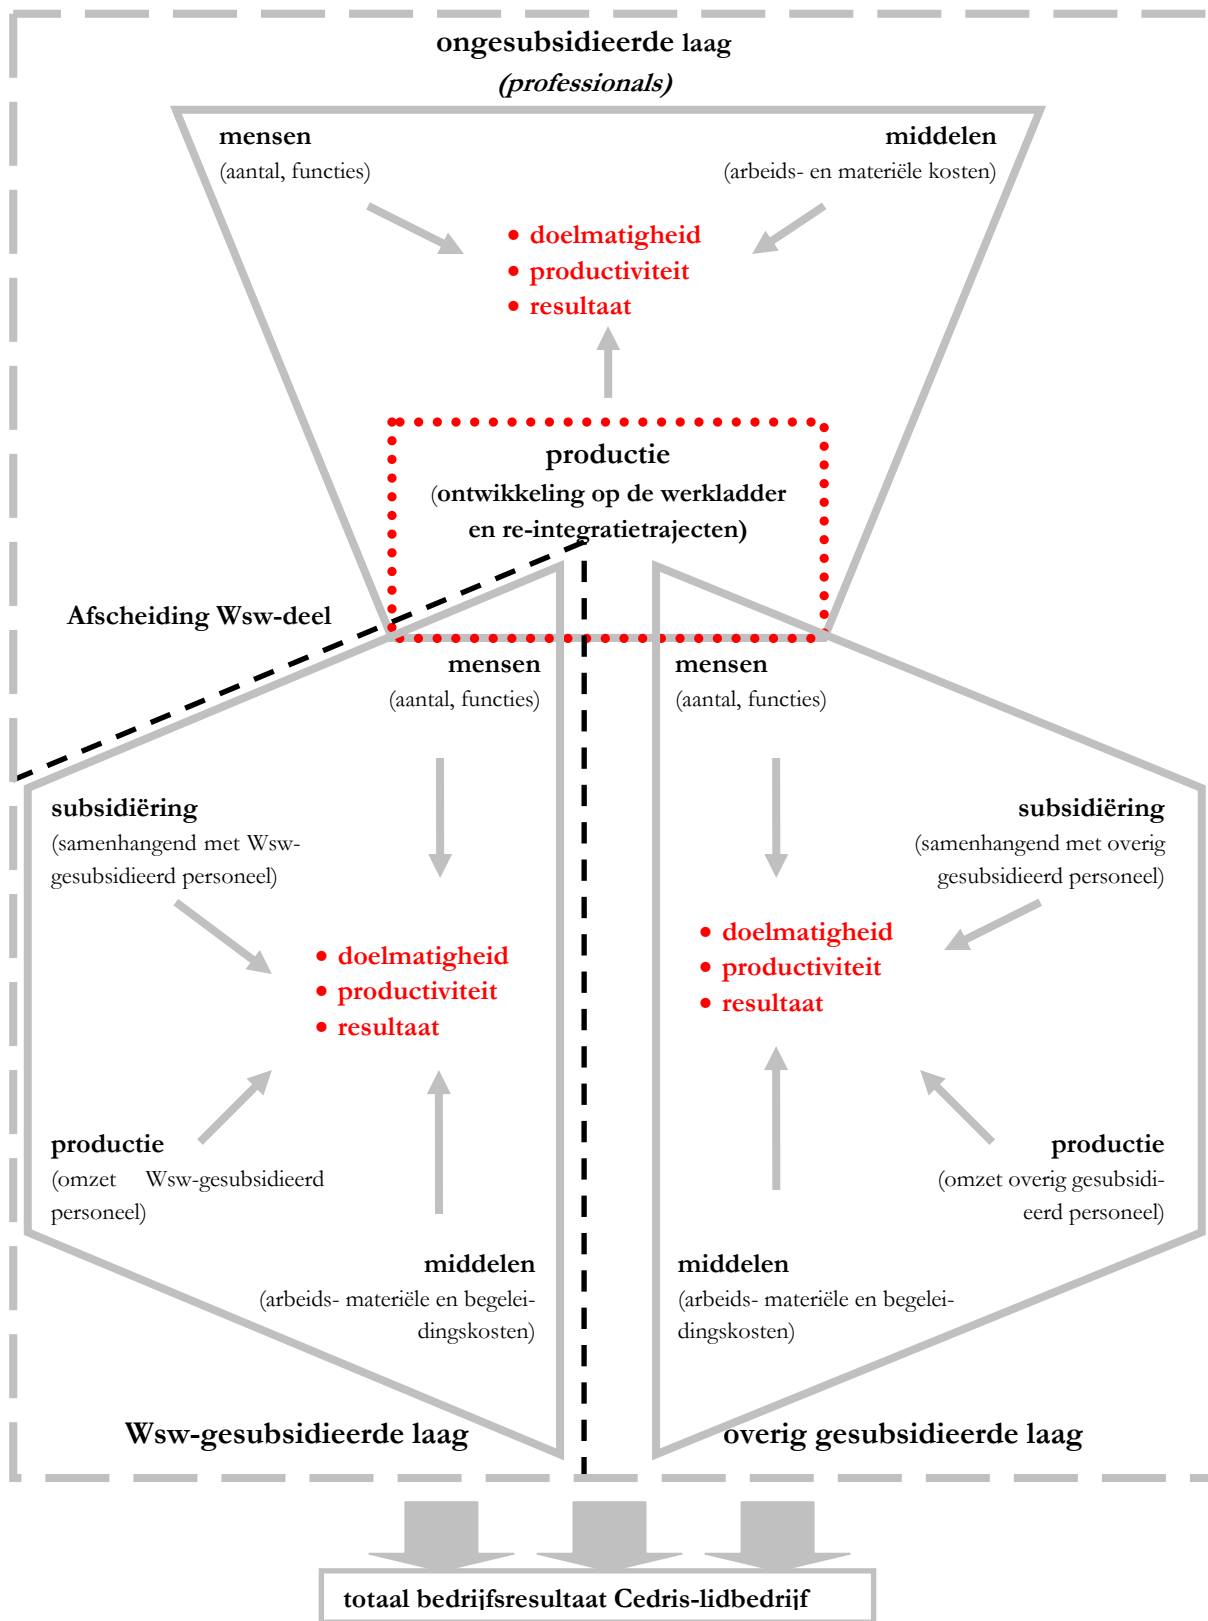 ongesubsidieerde laag
(professionals)
mensen
(aantal, functies)
middelen
(arbeids- en materiële kosten)
• doelmatigheid
• productiviteit
• resultaat
productie
(ontwikkeling op de werkladder
en re-integratietrajecten)
Afscheiding Wsw-deel
mensen
(aantal, functies)
subsidiëring
(samenhangend met Wsw-
gesubsidieerd personeel)
• doelmatigheid
• productiviteit
• resultaat
productie
(omzet Wsw-gesubsidieerd
personeel)
middelen
(arbeids- materiële en begelei-
dingskosten)
Wsw-gesubsidieerde laag
mensen
(aantal, functies)
subsidiëring
(samenhangend met overig
gesubsidieerd personeel)
• doelmatigheid
• productiviteit
• resultaat
productie
(omzet overig gesubsidi-
eerd personeel)
middelen
(arbeids- materiële en begelei-
dingskosten)
overig gesubsidieerde laag
totaal bedrijfsresultaat Cedris-lidbedrijf